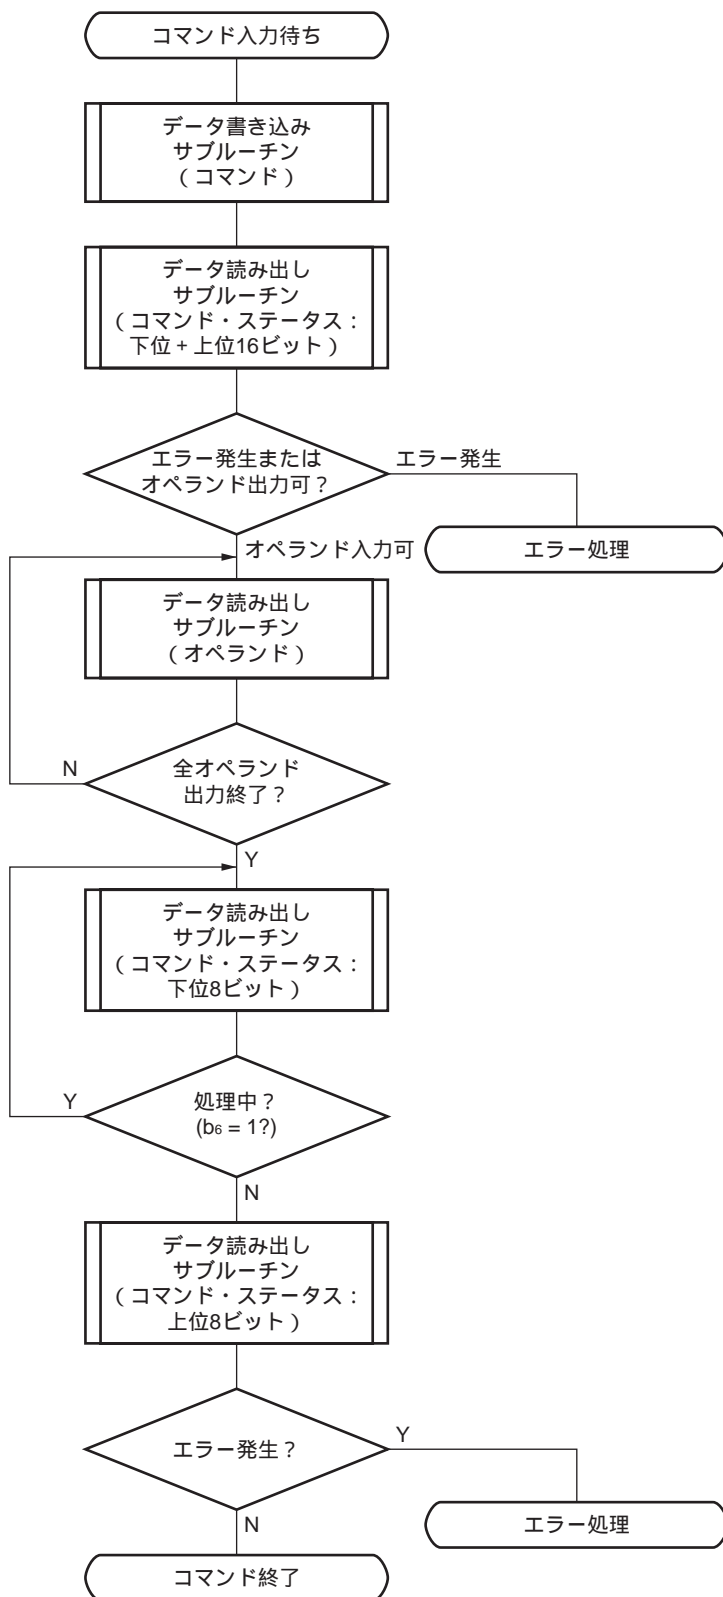 コマンド入力待ち
データ書き込み
サブルーチン
（コマンド）
データ読み出し
サブルーチン
（コマンド・ステータス：
下位＋上位16ビット）
エラー発生または
オペランド出力可？
エラー発生
エラー処理
オペランド入力可
データ読み出し
サブルーチン
（オペランド）
全オペランド
出力終了？
N
Y
データ読み出し
サブルーチン
（コマンド・ステータス：
下位8ビット）
処理中？
(b₆ = 1?)
Y
N
データ読み出し
サブルーチン
（コマンド・ステータス：
上位8ビット）
エラー発生？
Y
エラー処理
N
コマンド終了